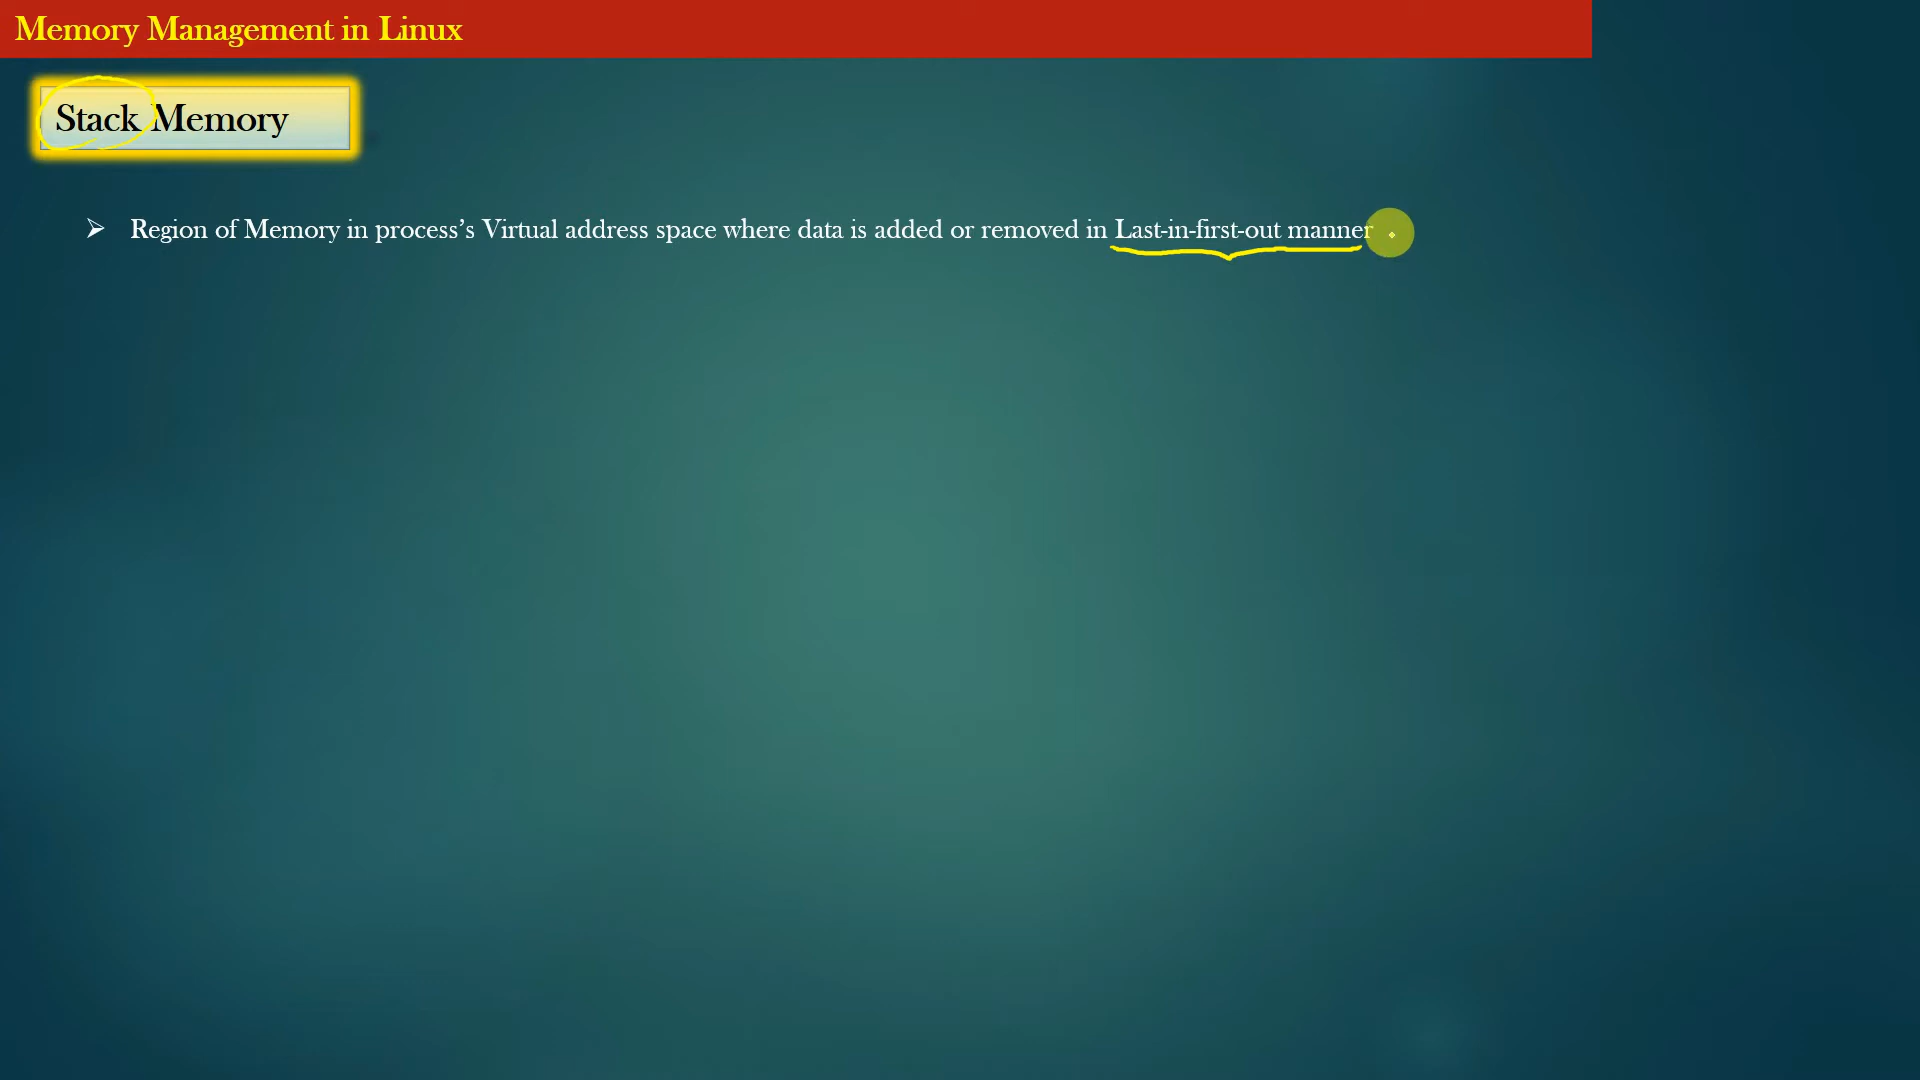 Memory Management in Linux
Stack Memory
Region of Memory in process’s Virtual address space where data is added or removed in Last-in-first-out manner